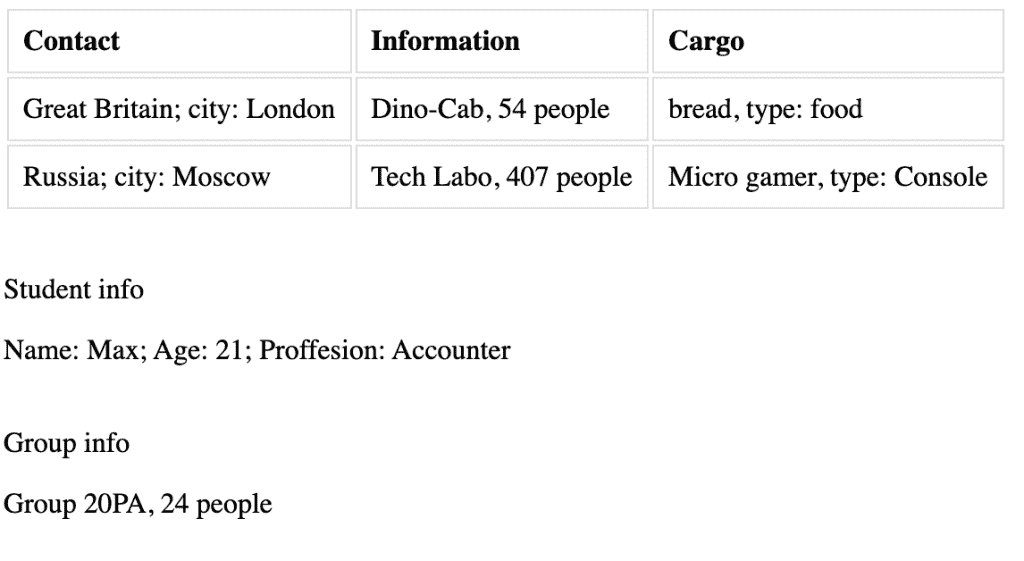 Contact Information Cargo
Great Britain; city: London Dino-Cab, 54 people bread, type: food
Russia; city: Moscow Tech Labo, 407 people Micro gamer, type: Console
Student info
Name: Max; Age: 21; Proffesion: Accounter
Group info
Group 20PA, 24 people